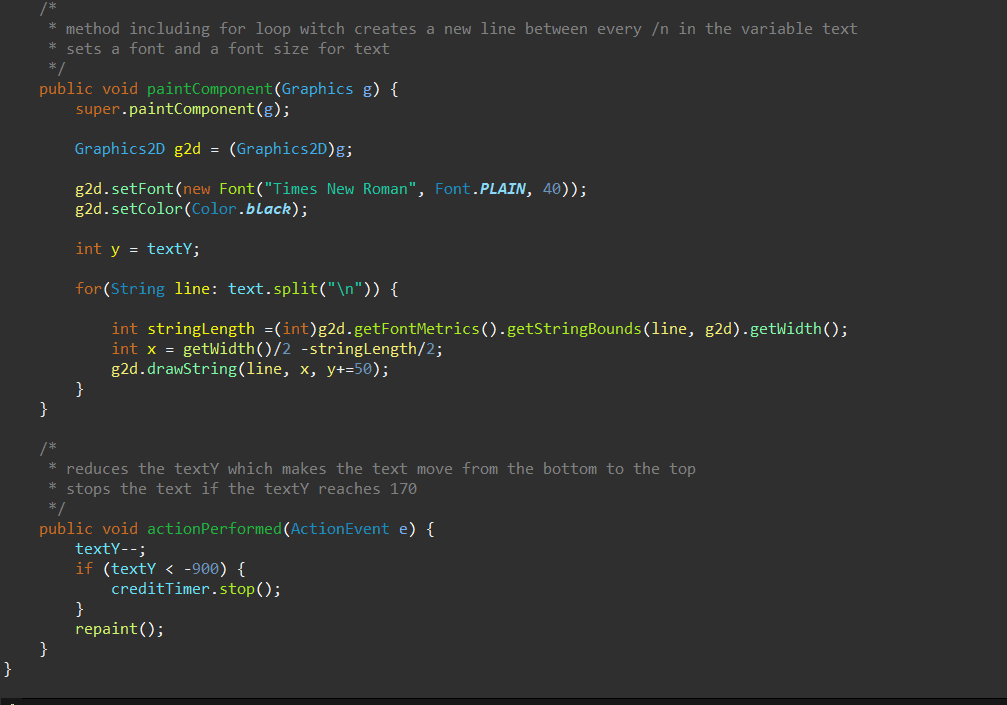 /*
 * method including for loop witch creates a new line between every /n in the variable text
 * sets a font and a font size for text
 */
public void paintComponent(Graphics g) {
super.paintComponent(g);
Graphics2D g2d = (Graphics2D)g;
g2d.setFont(new Font("Times New Roman", Font.PLAIN, 40));
g2d.setColor(Color.black);
int y = textY;
for(String line: text.split("\n")) {
int stringLength =(int)g2d.getFontMetrics().getStringBounds(line, g2d).getWidth();
int x = getWidth()/2 -stringLength/2;
g2d.drawString(line, x, y+=50);
}
}
/*
 * reduces the textY which makes the text move from the bottom to the top
 * stops the text if the textY reaches 170
 */
public void actionPerformed(ActionEvent e) {
textY--;
if (textY < -900) {
creditTimer.stop();
}
repaint();
}
}